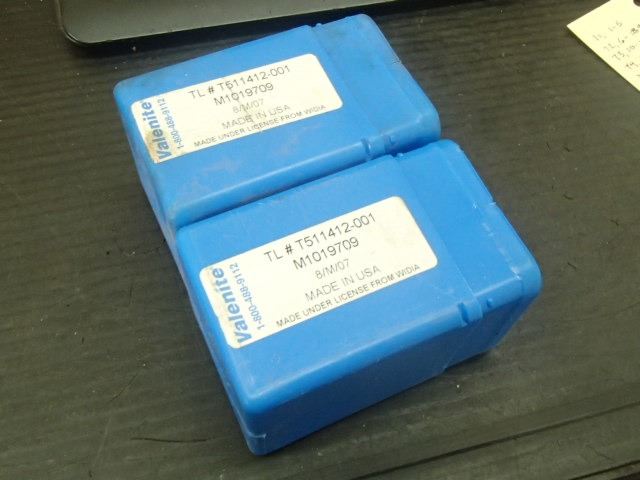 TL # T511412-001
M1019709
8/M/07
MADE IN USA
MADE UNDER LICENSE FROM WIDIA
Valenite
1-800-488-9112
TL # T511412-001
M1019709
8/M/07
MADE IN USA
MADE UNDER LICENSE FROM WIDIA
Valenite
1-800-488-9112